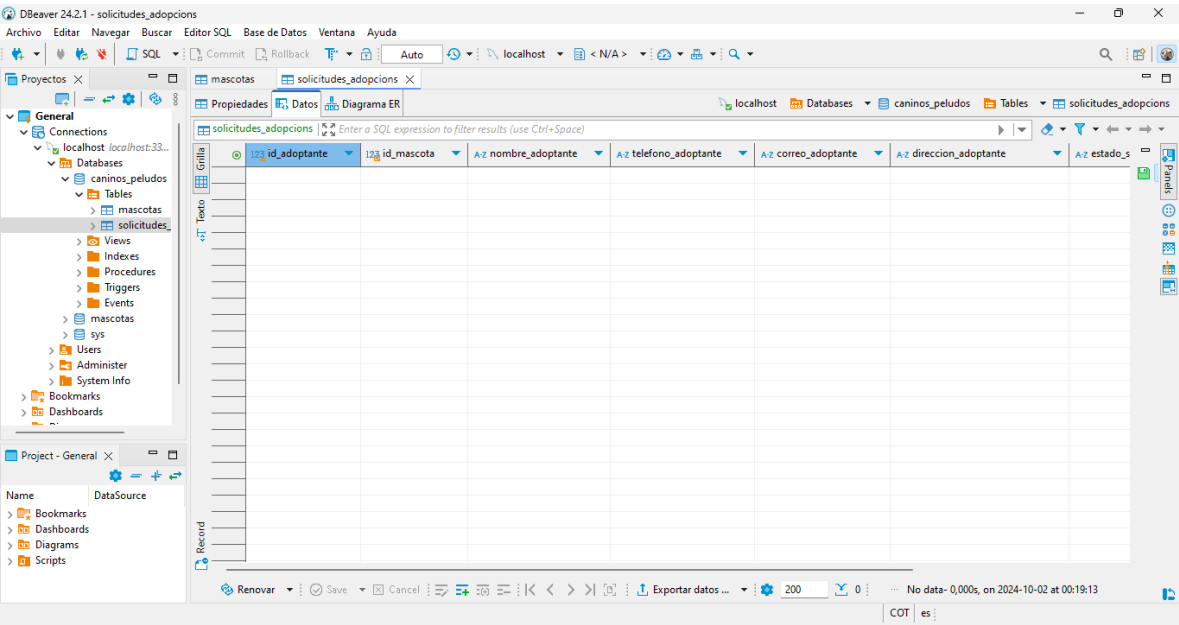 DBeaver 24.2.1 - solicitudes_adopcions
Archivo Editar Navegar Buscar Editor SQL Base de Datos Ventana Ayuda
SQL Commit Rollback Auto localhost < N/A >
Proyectos
General
Connections
localhost localhost:33...
Databases
caninos_peludos
Tables
mascotas
solicitudes_
Views
Indexes
Procedures
Triggers
Events
mascotas
sys
Users
Administer
System Info
Bookmarks
Dashboards
Project - General
Name DataSource
Bookmarks
Dashboards
Diagrams
Scripts
mascotas solicitudes_adopcions
Propiedades Datos Diagrama ER localhost Databases caninos_peludos Tables solicitudes_adopcions
solicitudes_adopcions Enter a SQL expression to filter results (use Ctrl+Space)
Grilla
Texto
Record
123 id_adoptante 123 id_mascota A-Z nombre_adoptante A-Z telefono_adoptante A-Z correo_adoptante A-Z direccion_adoptante A-Z estado_s
Panels
Renovar Save Cancel Exportar datos ... 200 0 ... No data- 0,000s, on 2024-10-02 at 00:19:13
COT es